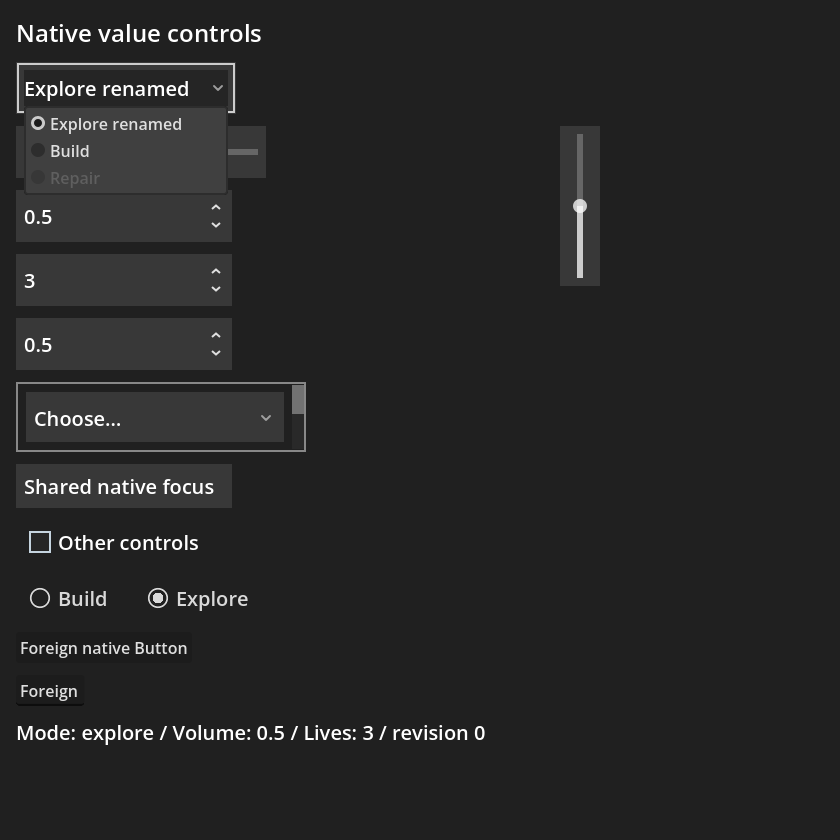 Native value controls
Explore renamed
Explore renamed
Build
Repair
0.5
3
0.5
Choose...
Shared native focus
Other controls
Build Explore
Foreign native Button
Foreign
Mode: explore / Volume: 0.5 / Lives: 3 / revision 0